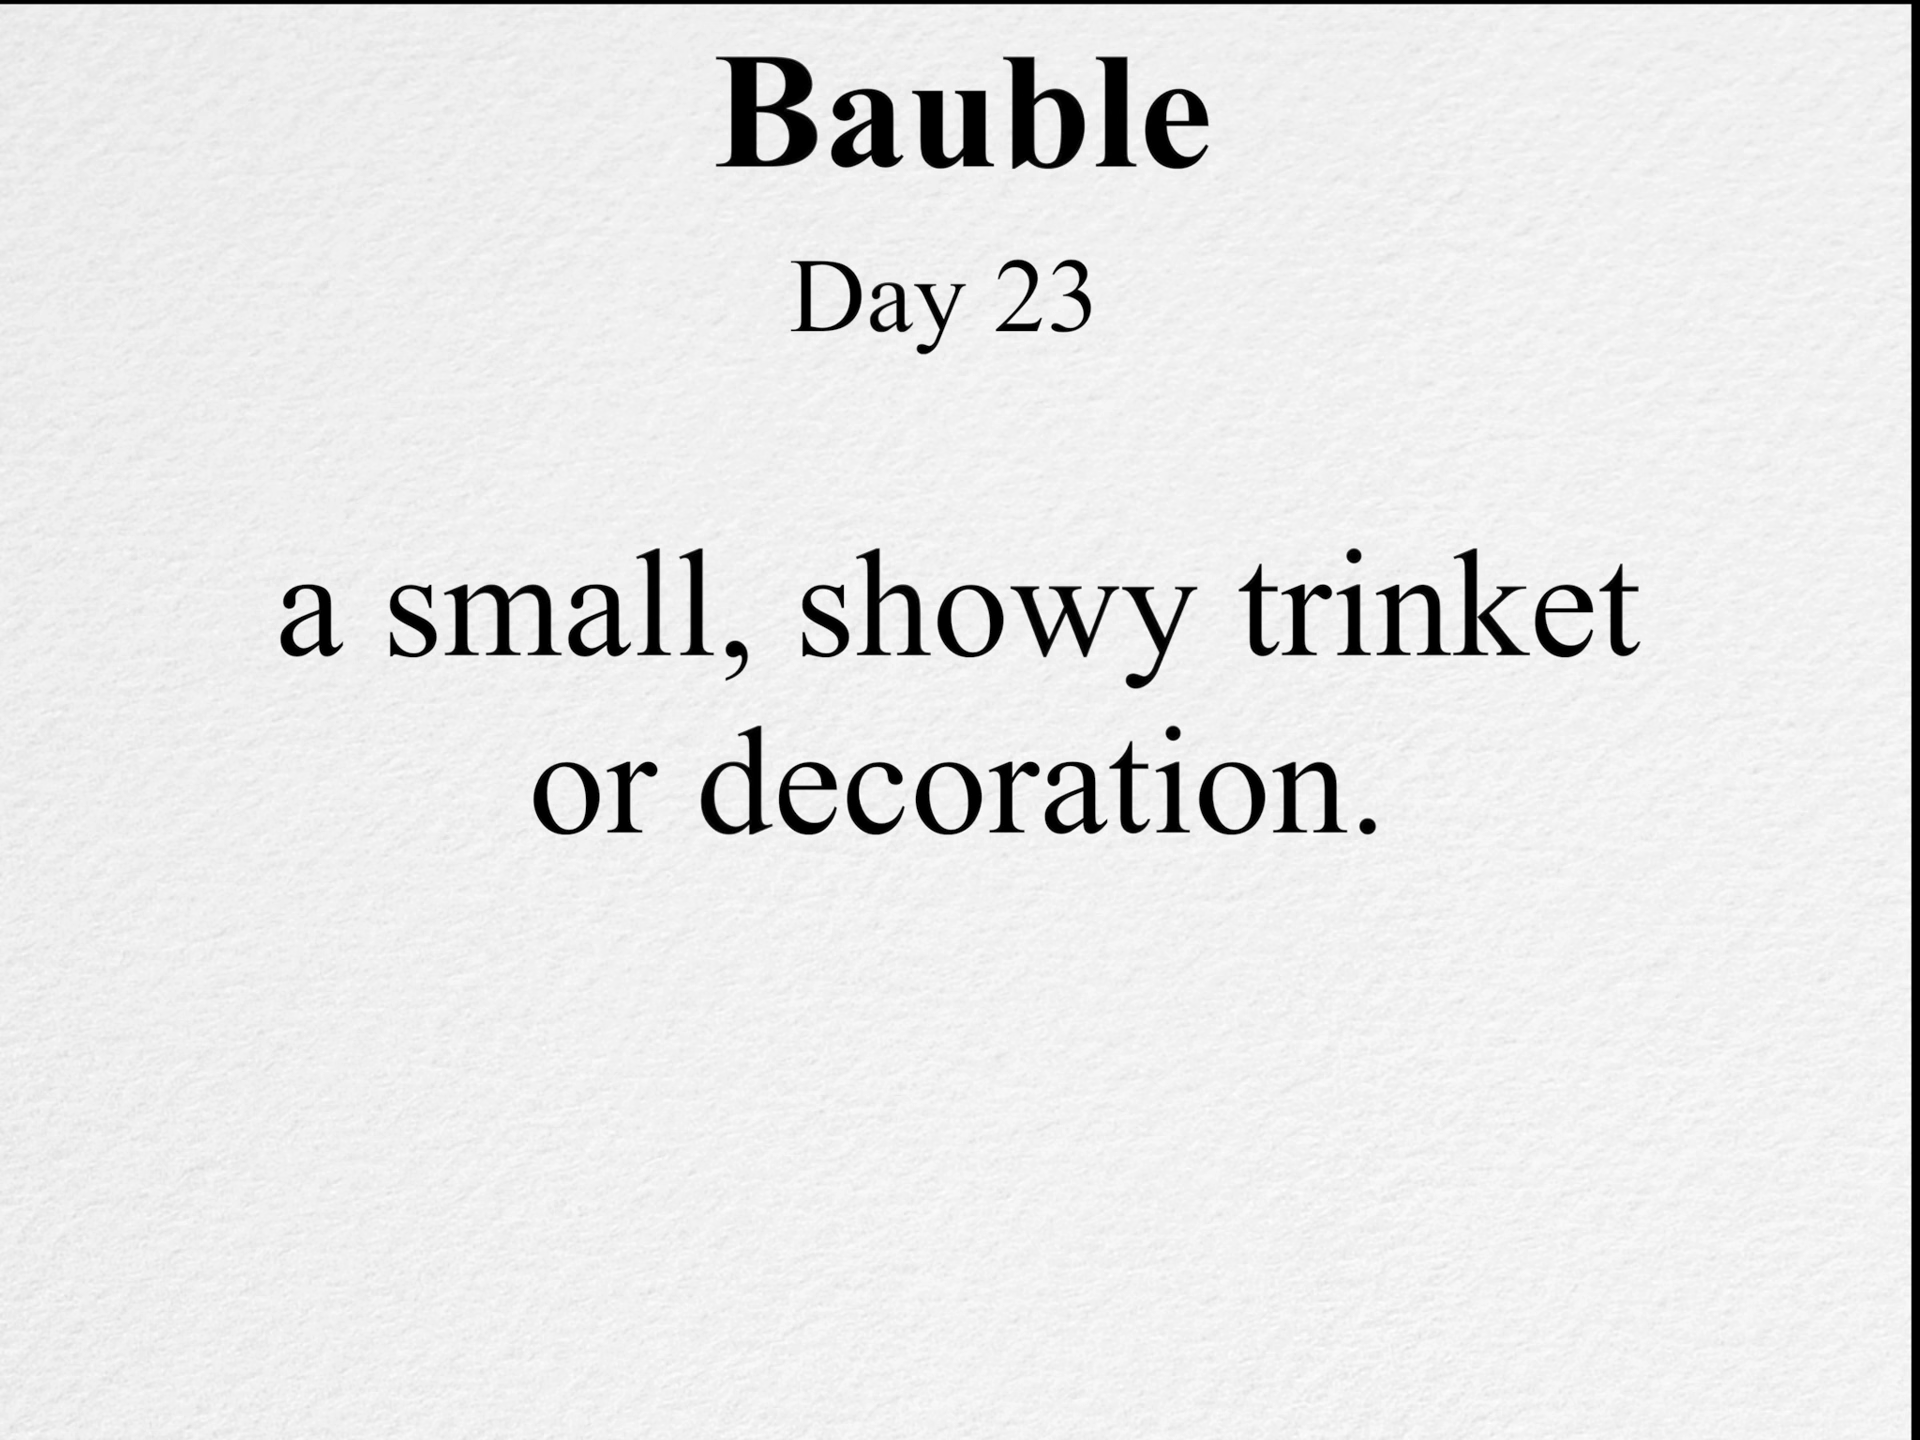 Bauble
Day 23
a small, showy trinket
or decoration.